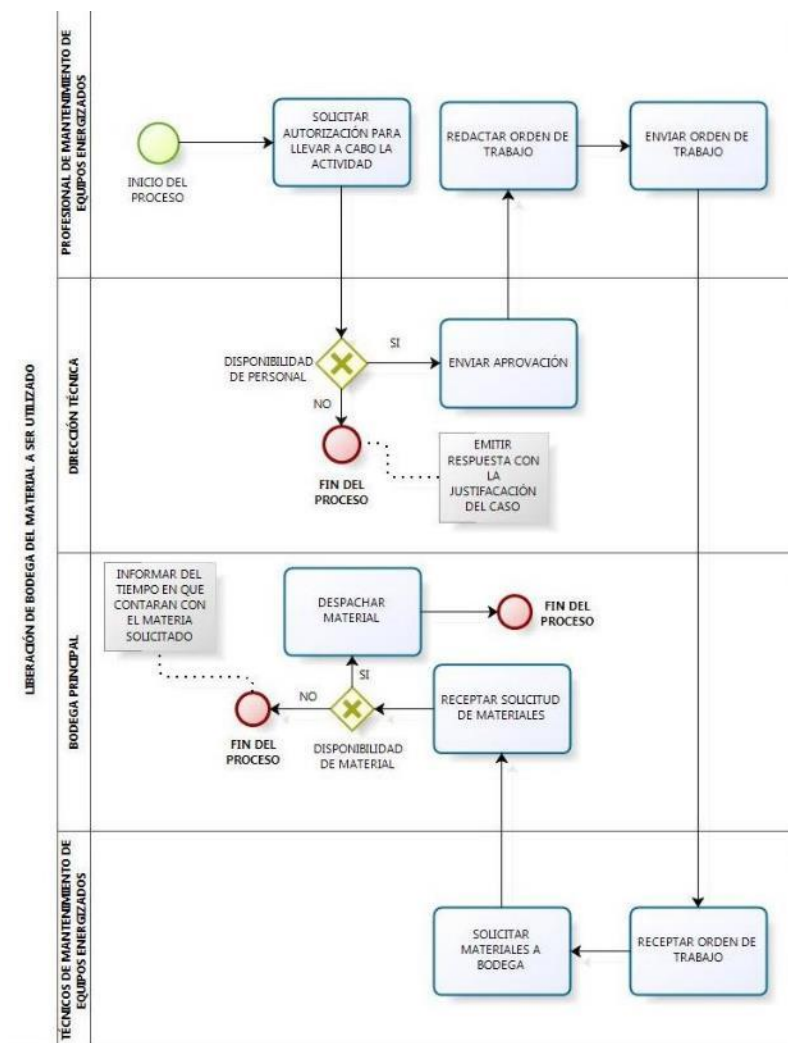 LIBERACIÓN DE BODEGA DEL MATERIAL A SER UTILIZADO
PROFESIONAL DE MANTENIMIENTO DE
EQUIPOS ENERGIZADOS
INICIO DEL
PROCESO
SOLICITAR
AUTORIZACIÓN PARA
LLEVAR A CABO LA
ACTIVIDAD
REDACTAR ORDEN DE
TRABAJO
ENVIAR ORDEN DE
TRABAJO
DIRECCIÓN TÉCNICA
DISPONIBILIDAD
DE PERSONAL
SI
ENVIAR APROVACIÓN
NO
FIN DEL
PROCESO
EMITIR
RESPUESTA CON
LA
JUSTIFACACIÓN
DEL CASO
BODEGA PRINCIPAL
INFORMAR DEL
TIEMPO EN QUE
CONTARAN CON
EL MATERIA
SOLICITADO
DESPACHAR
MATERIAL
FIN DEL
PROCESO
SI
NO
FIN DEL
PROCESO
DISPONIBILIDAD
DE MATERIAL
RECEPTAR SOLICITUD
DE MATERIALES
TÉCNICOS DE MANTENIMIENTO DE
EQUIPOS ENERGIZADOS
SOLICITAR
MATERIALES A
BODEGA
RECEPTAR ORDEN DE
TRABAJO